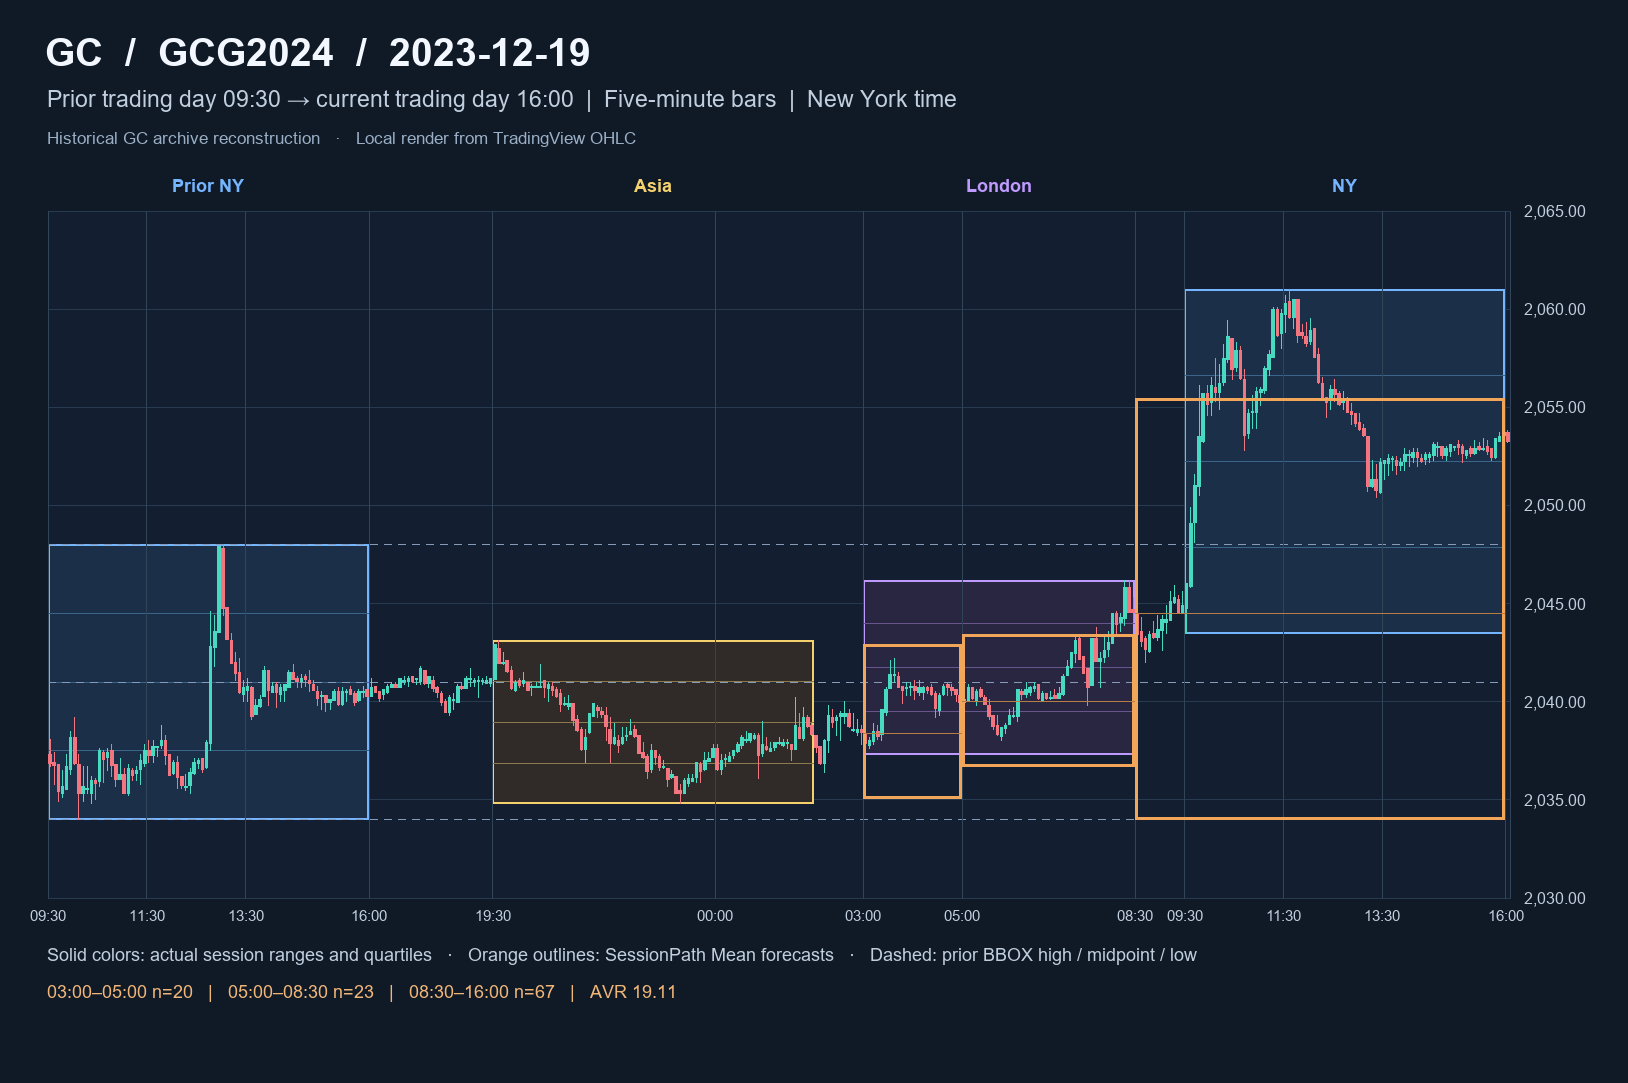 GC / GCG2024 / 2023-12-19
Prior trading day 09:30 → current trading day 16:00 | Five-minute bars | New York time
Historical GC archive reconstruction · Local render from TradingView OHLC
Prior NY Asia London NY
2,065.00
2,060.00
2,055.00
2,050.00
2,045.00
2,040.00
2,035.00
2,030.00
09:30 11:30 13:30 16:00 19:30 00:00 03:00 05:00 08:30 09:30 11:30 13:30 16:00
Solid colors: actual session ranges and quartiles · Orange outlines: SessionPath Mean forecasts · Dashed: prior BBOX high / midpoint / low
03:00–05:00 n=20 | 05:00–08:30 n=23 | 08:30–16:00 n=67 | AVR 19.11